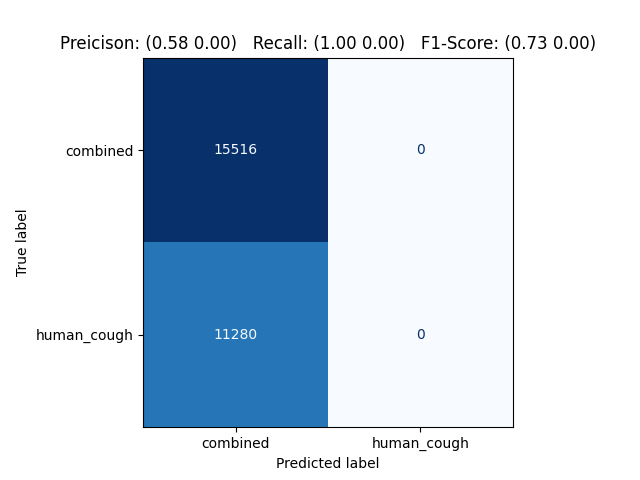 Preicison: (0.58 0.00)   Recall: (1.00 0.00)   F1-Score: (0.73 0.00)
combined
15516
0
True label
human_cough
11280
0
combined
human_cough
Predicted label